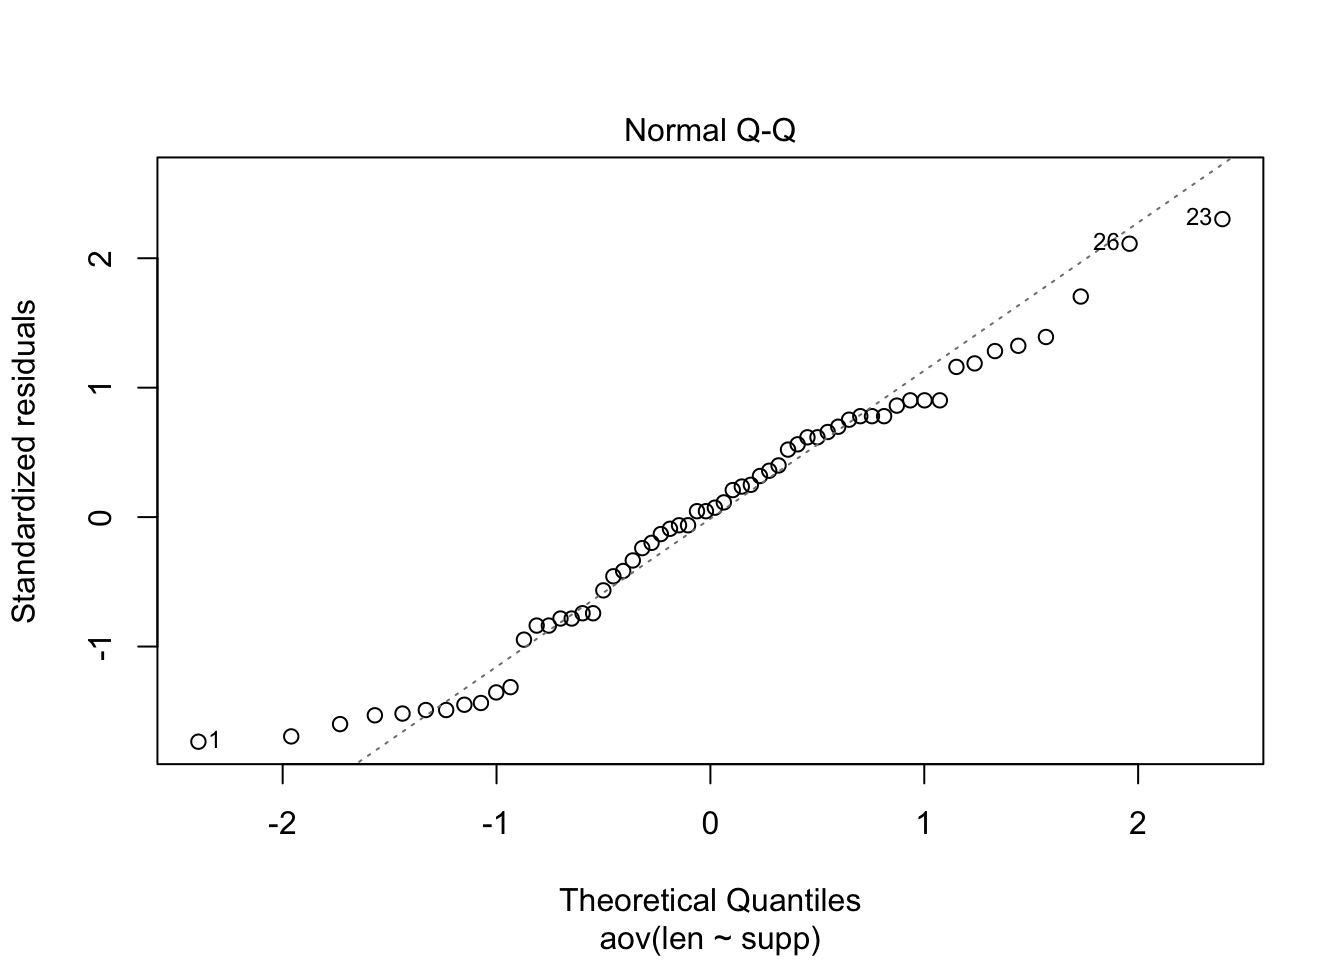 Normal Q-Q
Standardized residuals
2
1
0
-1
23
26
1
-2 -1 0 1 2
Theoretical Quantiles
aov(len ~ supp)